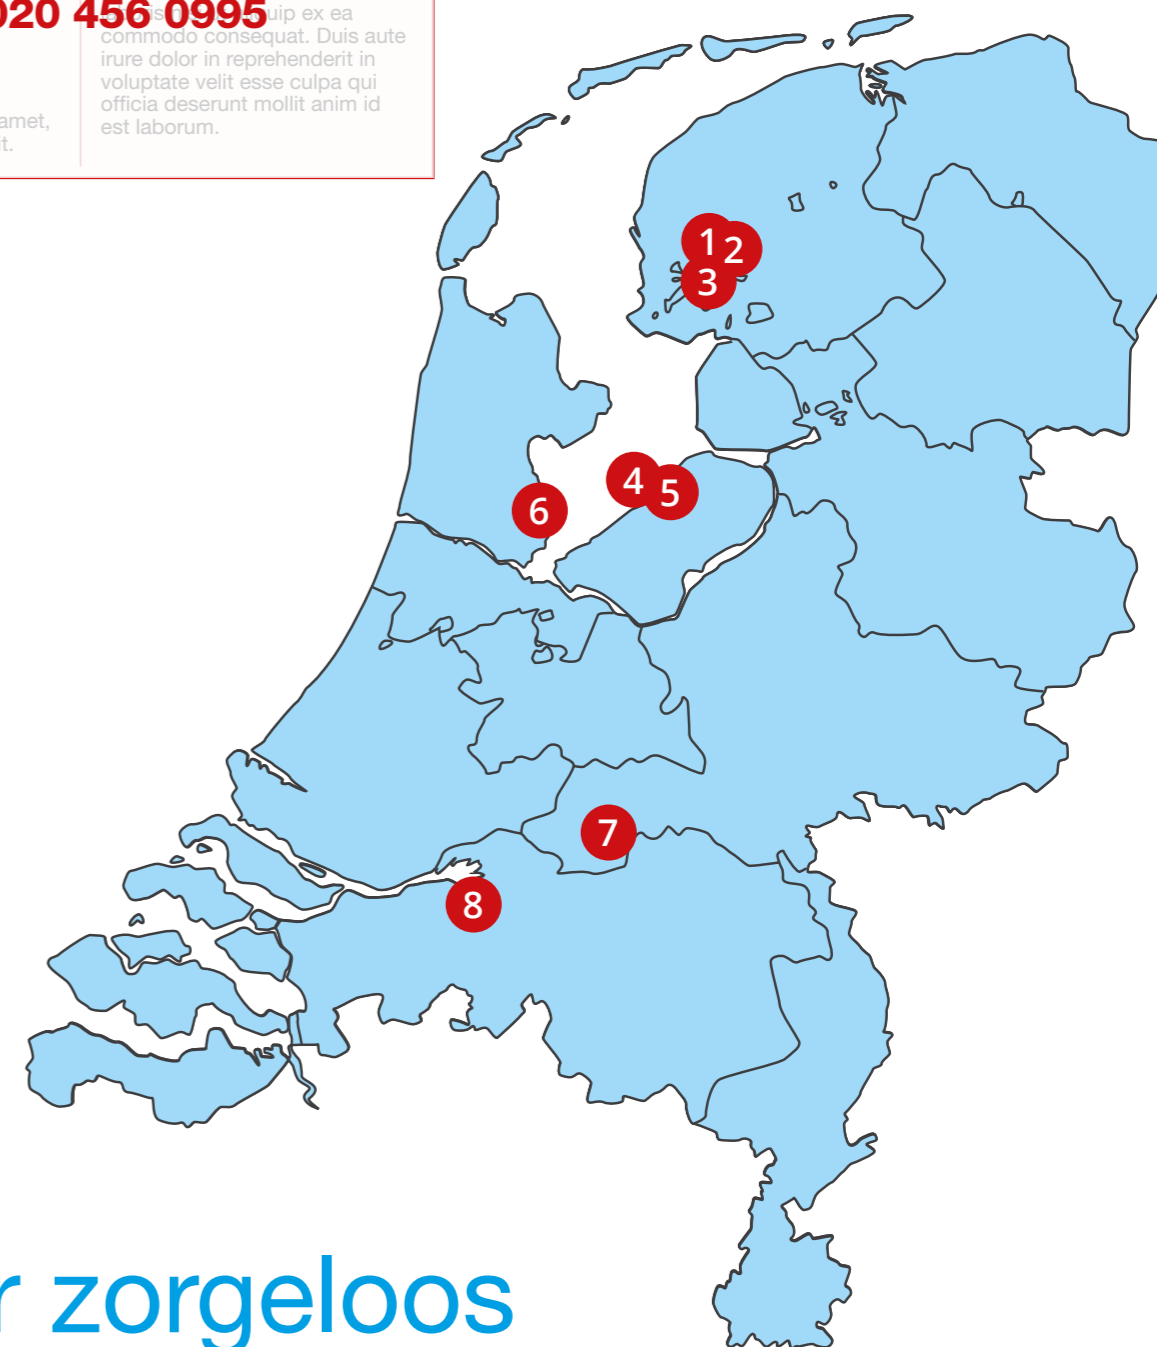 020 456 0995
commodo consequat. Duis aute
irure dolor in reprehenderit in
voluptate velit esse culpa qui
officia deserunt mollit anim id
est laborum.
amet,
it.
1
2
3
4
5
6
7
8
r zorgeloos